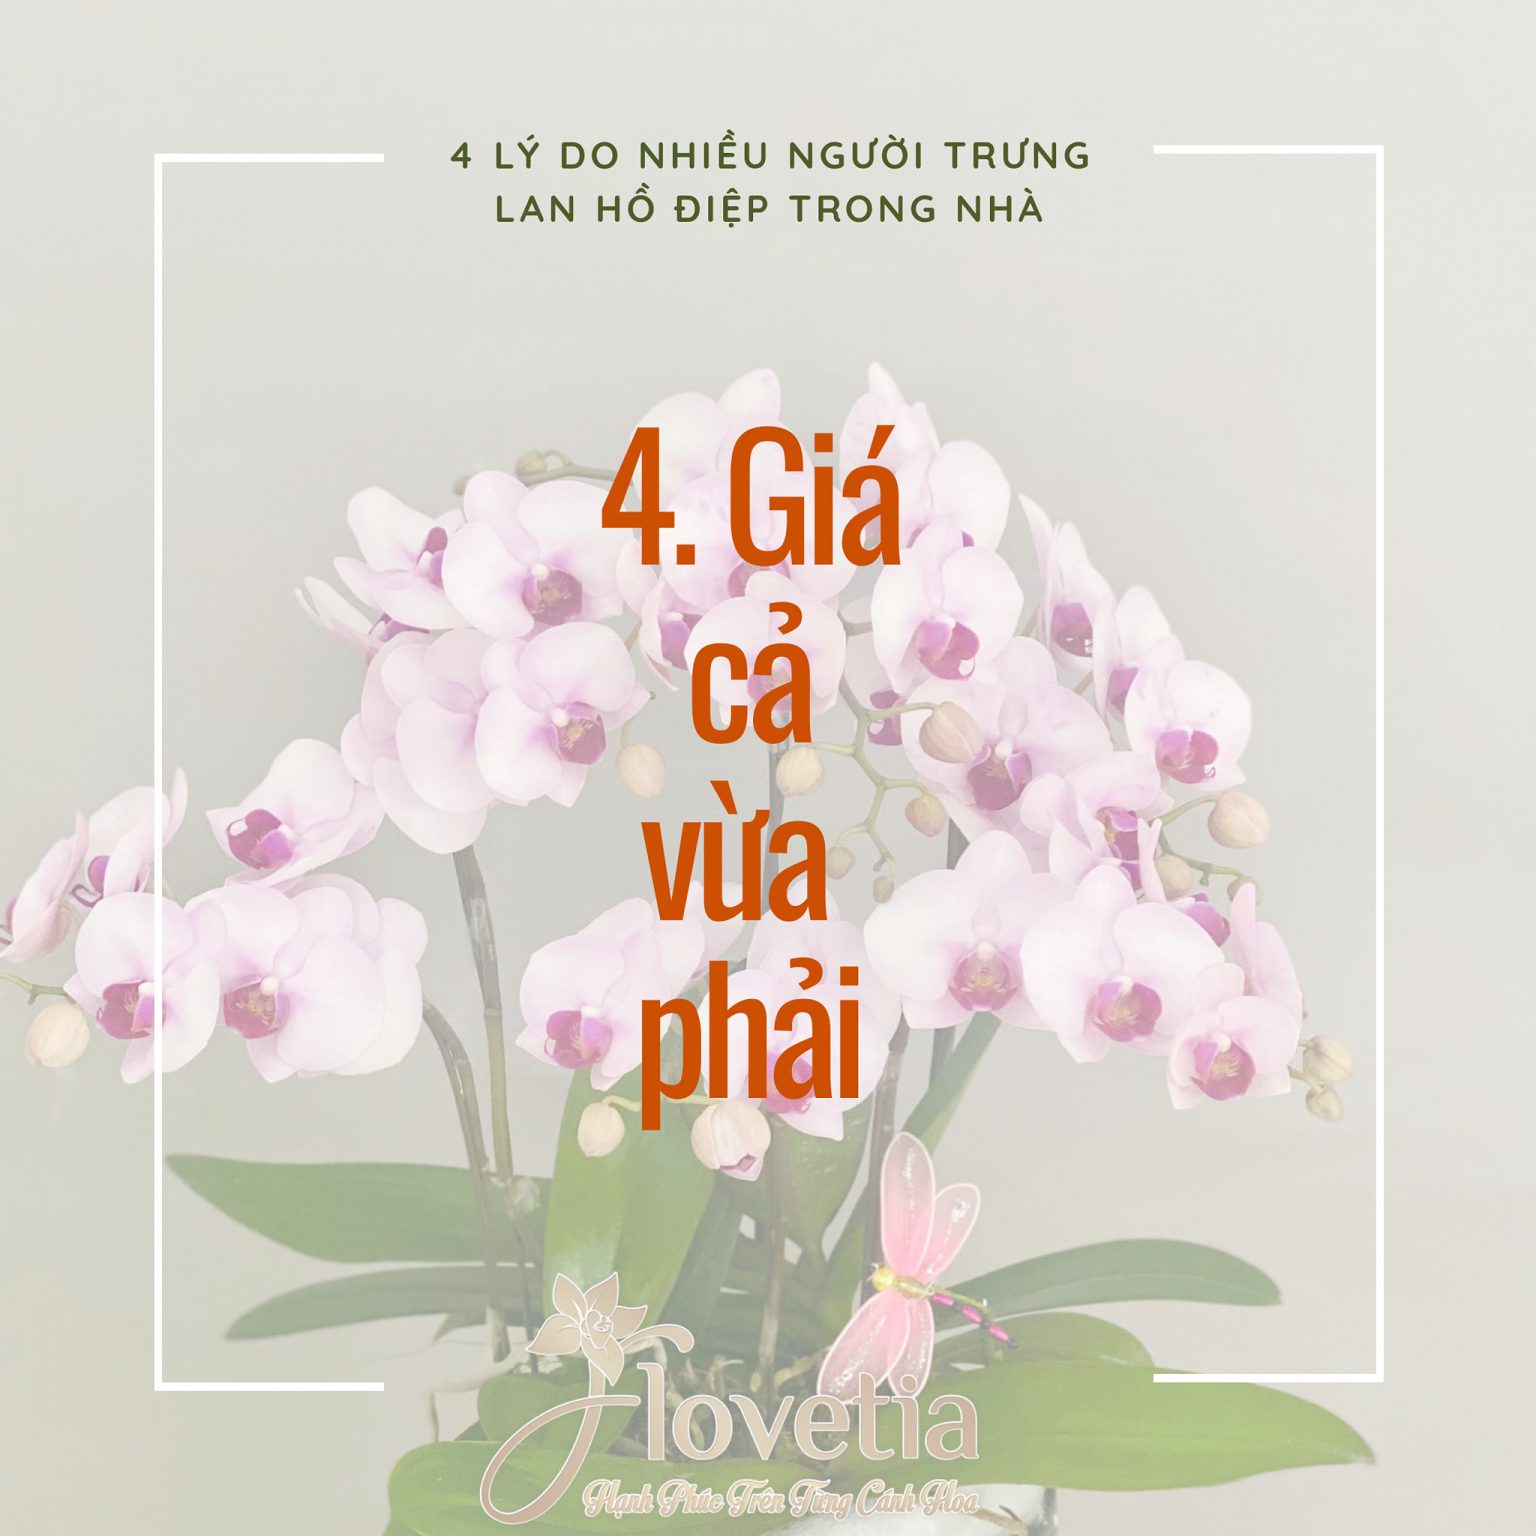 4 LÝ DO NHIỀU NGƯỜI TRƯNG
LAN HỒ ĐIỆP TRONG NHÀ
4. Giá
cả
vừa
phải
Flovetia
Hạnh Phúc Trên Từng Cánh Hoa